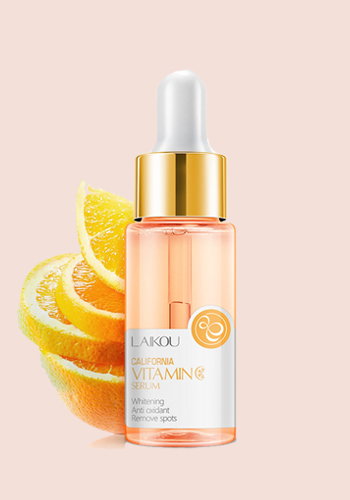 LAIKOU
CALIFORNIA
VITAMIN C
SERUM
Whitening
Anti oxidant
Remove spots